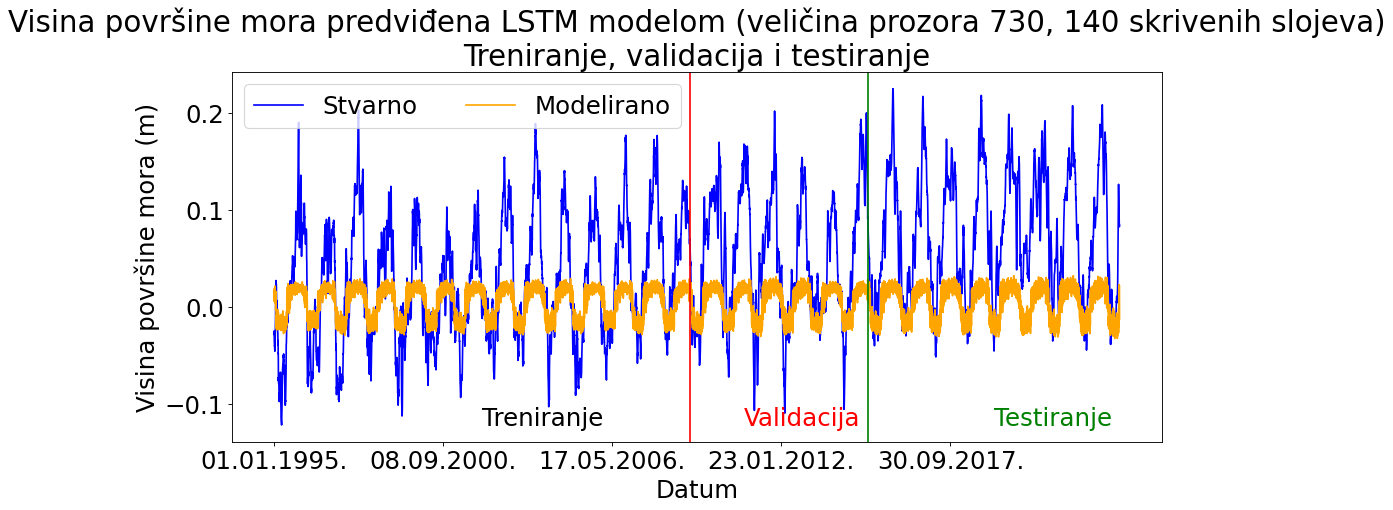 Visina površine mora predviđena LSTM modelom (veličina prozora 730, 140 skrivenih slojeva)
Treniranje, validacija i testiranje
Stvarno
Modelirano
Visina površine mora (m)
0.2
0.1
0.0
−0.1
Treniranje
Validacija
Testiranje
01.01.1995.
08.09.2000.
17.05.2006.
23.01.2012.
30.09.2017.
Datum